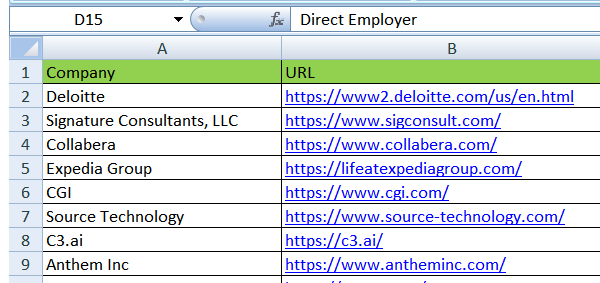 D15 fx Direct Employer
A B
1 Company URL
2 Deloitte https://www2.deloitte.com/us/en.html
3 Signature Consultants, LLC https://www.sigconsult.com/
4 Collabera https://www.collabera.com/
5 Expedia Group https://lifeatexpediagroup.com/
6 CGI https://www.cgi.com/
7 Source Technology https://www.source-technology.com/
8 C3.ai https://c3.ai/
9 Anthem Inc https://www.antheminc.com/